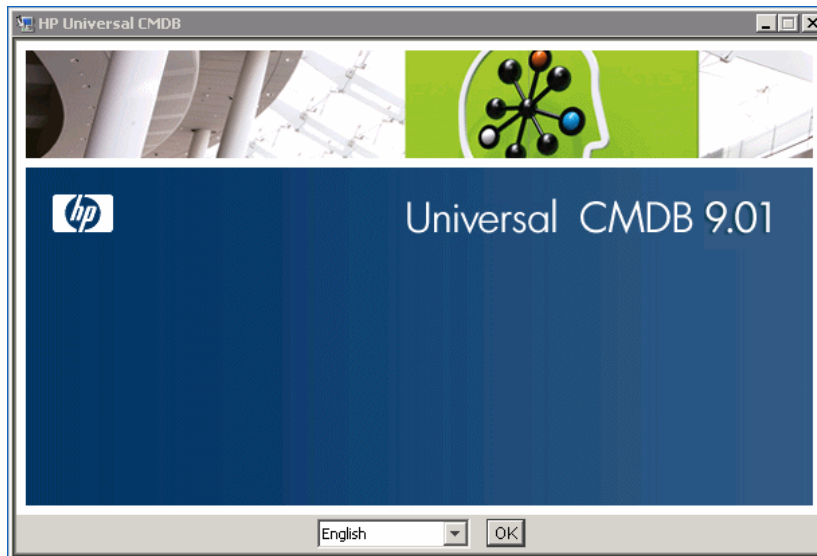 HP Universal CMDB
hp
Universal CMDB 9.01
English
OK